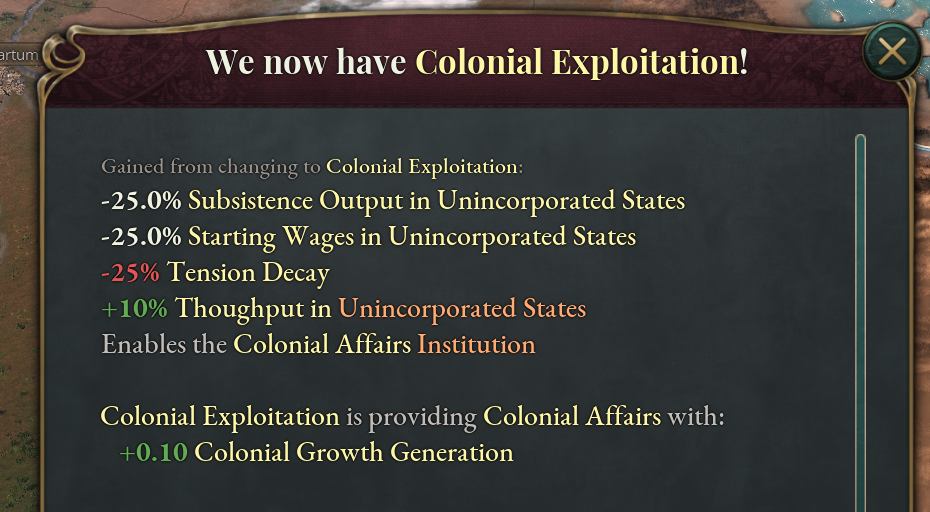 artum
We now have Colonial Exploitation!
Gained from changing to Colonial Exploitation:
-25.0% Subsistence Output in Unincorporated States
-25.0% Starting Wages in Unincorporated States
-25% Tension Decay
+10% Thoughput in Unincorporated States
Enables the Colonial Affairs Institution
Colonial Exploitation is providing Colonial Affairs with:
+0.10 Colonial Growth Generation